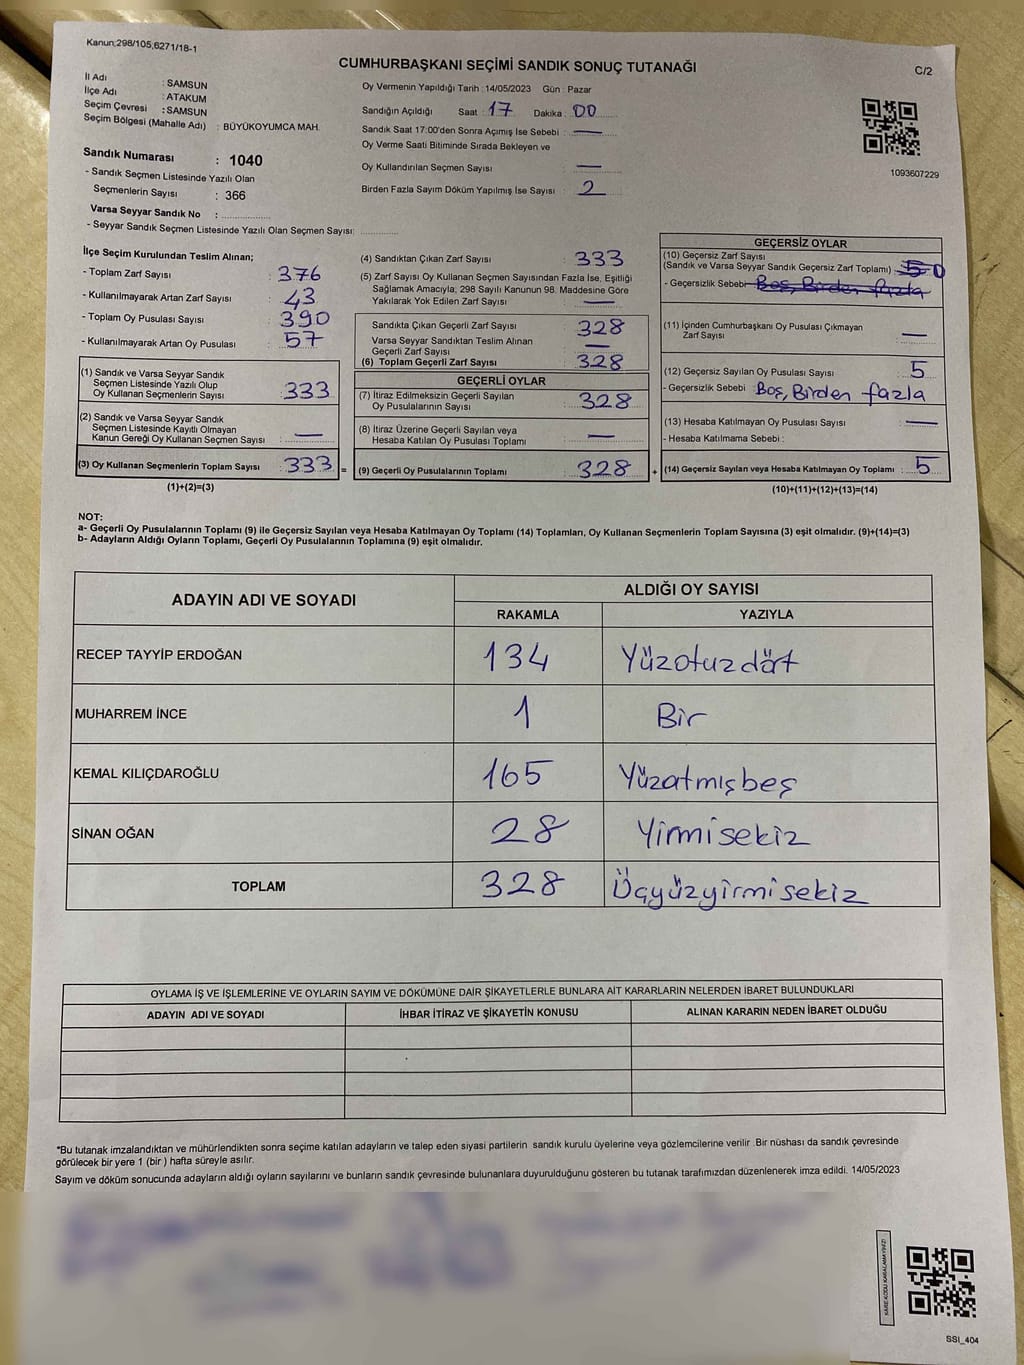 Kanun;298/105,6271/18-1
CUMHURBAŞKANI SEÇİMİ SANDIK SONUÇ TUTANAĞI
C/2
İl Adı : SAMSUN
İlçe Adı : ATAKUM
Seçim Çevresi : SAMSUN
Seçim Bölgesi (Mahalle Adı) : BÜYÜKOYUMCA MAH.
Sandık Numarası : 1040
- Sandık Seçmen Listesinde Yazılı Olan
Seçmenlerin Sayısı : 366
Varsa Seyyar Sandık No :
- Seyyar Sandık Seçmen Listesinde Yazılı Olan Seçmen Sayısı:
Oy Vermenin Yapıldığı Tarih : 14/05/2023 Gün : Pazar
Sandığın Açıldığı Saat : 17 Dakika : 00
Sandık Saat 17:00'den Sonra Açımış İse Sebebi : —
Oy Verme Saati Bitiminde Sırada Bekleyen ve
Oy Kullandırılan Seçmen Sayısı : —
Birden Fazla Sayım Döküm Yapılmış İse Sayısı : 2
1093607229
İlçe Seçim Kurulundan Teslim Alınan;
- Toplam Zarf Sayısı : 376
- Kullanılmayarak Artan Zarf Sayısı : 43
- Toplam Oy Pusulası Sayısı : 390
- Kullanılmayarak Artan Oy Pusulası : 57
(1) Sandık ve Varsa Seyyar Sandık
Seçmen Listesinde Yazılı Olup
Oy Kullanan Seçmenlerin Sayısı : 333
(2) Sandık ve Varsa Seyyar Sandık
Seçmen Listesinde Kayıtlı Olmayan
Kanun Gereği Oy Kullanan Seçmen Sayısı : —
(3) Oy Kullanan Seçmenlerin Toplam Sayısı : 333 =
(1)+(2)=(3)
(4) Sandıktan Çıkan Zarf Sayısı : 333
(5) Zarf Sayısı Oy Kullanan Seçmen Sayısından Fazla İse, Eşitliği
Sağlamak Amacıyla; 298 Sayılı Kanunun 98. Maddesine Göre
Yakılarak Yok Edilen Zarf Sayısı : —
Sandıkta Çıkan Geçerli Zarf Sayısı : 328
Varsa Seyyar Sandıktan Teslim Alınan
Geçerli Zarf Sayısı : —
(6) Toplam Geçerli Zarf Sayısı : 328
GEÇERLİ OYLAR
(7) İtiraz Edilmeksizin Geçerli Sayılan
Oy Pusulalarının Sayısı : 328
(8) İtiraz Üzerine Geçerli Sayılan veya
Hesaba Katılan Oy Pusulası Toplamı : —
(9) Geçerli Oy Pusulalarının Toplamı : 328 +
GEÇERSİZ OYLAR
(10) Geçersiz Zarf Sayısı
(Sandık ve Varsa Seyyar Sandık Geçersiz Zarf Toplamı) : 5 0
- Geçersizlik Sebebi : Boş, Birden fazla
(11) İçinden Cumhurbaşkanı Oy Pusulası Çıkmayan
Zarf Sayısı : —
(12) Geçersiz Sayılan Oy Pusulası Sayısı : 5
- Geçersizlik Sebebi : Boş, Birden fazla
(13) Hesaba Katılmayan Oy Pusulası Sayısı : —
- Hesaba Katılmama Sebebi :
(14) Geçersiz Sayılan veya Hesaba Katılmayan Oy Toplamı : 5
(10)+(11)+(12)+(13)=(14)
NOT:
a- Geçerli Oy Pusulalarının Toplamı (9) ile Geçersiz Sayılan veya Hesaba Katılmayan Oy Toplamı (14) Toplamları, Oy Kullanan Seçmenlerin Toplam Sayısına (3) eşit olmalıdır. (9)+(14)=(3)
b- Adayların Aldığı Oyların Toplamı, Geçerli Oy Pusulalarının Toplamına (9) eşit olmalıdır.
ADAYIN ADI VE SOYADI
ALDIĞI OY SAYISI
RAKAMLA YAZIYLA
RECEP TAYYİP ERDOĞAN 134 Yüzotuzdört
MUHARREM İNCE 1 Bir
KEMAL KILIÇDAROĞLU 165 Yüzatmışbeş
SİNAN OĞAN 28 Yirmisekiz
TOPLAM 328 Üçyüzyirmisekiz
OYLAMA İŞ VE İŞLEMLERİNE VE OYLARIN SAYIM VE DÖKÜMÜNE DAİR ŞİKAYETLERLE BUNLARA AİT KARARLARIN NELERDEN İBARET BULUNDUKLARI
ADAYIN ADI VE SOYADI İHBAR İTİRAZ VE ŞİKAYETİN KONUSU ALINAN KARARIN NEDEN İBARET OLDUĞU
*Bu tutanak imzalandıktan ve mühürlendikten sonra seçime katılan adayların ve talep eden siyasi partilerin sandık kurulu üyelerine veya gözlemcilerine verilir .Bir nüshası da sandık çevresinde
görülecek bir yere 1 (bir ) hafta süreyle asılır.
Sayım ve döküm sonucunda adayların aldığı oyların sayılarını ve bunların sandık çevresinde bulunanlara duyurulduğunu gösteren bu tutanak tarafımızdan düzenlenerek imza edildi. 14/05/2023
KARE KODU KARALAMAYINIZ!
SSI_404